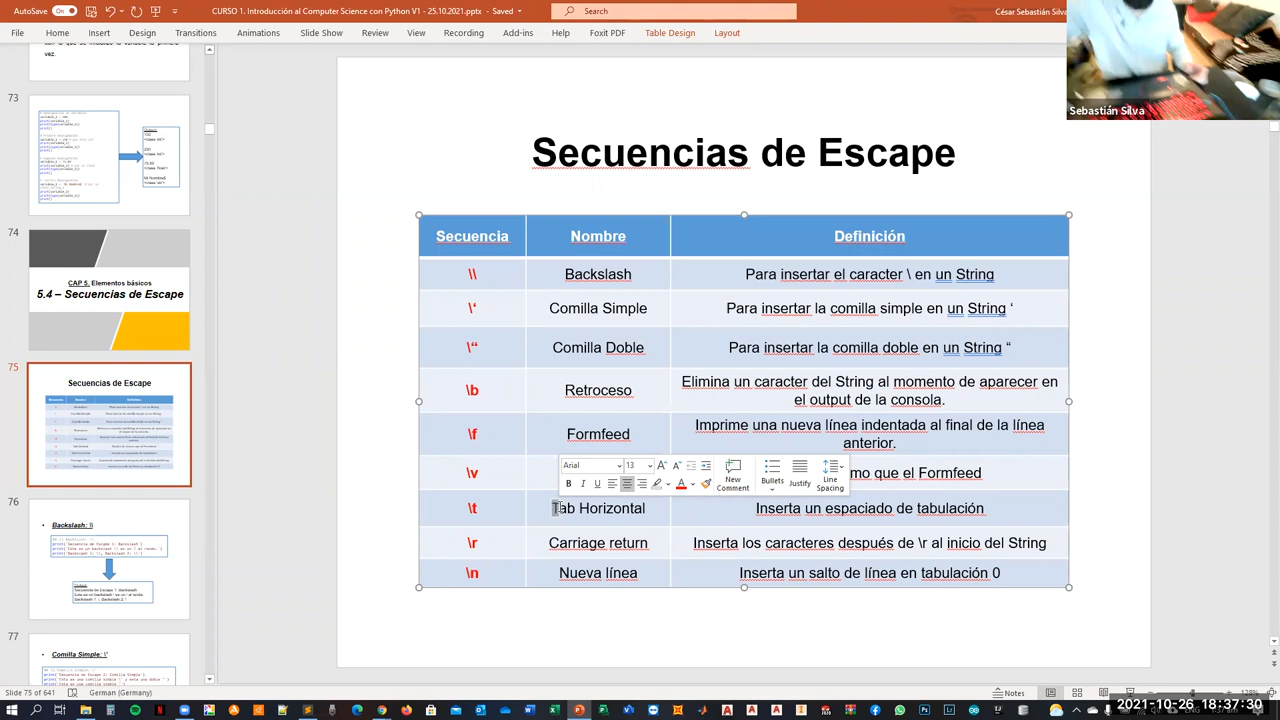 AutoSave On
CURSO 1. Introducción al Computer Science con Python V1 - 25.10.2021.pptx - Saved
Search
César Sebastián Silva
File Home Insert Design Transitions Animations Slide Show Review View Recording Add-ins Help Foxit PDF Table Design Layout
Sebastián Silva
vez.
73
74
CAP 5. Elementos básicos
5.4 – Secuencias de Escape
75
Secuencias de Escape
76
Backslash: \\
77
Comilla Simple: \'
Secuencias de Escape
Secuencia Nombre Definición
\\ Backslash Para insertar el caracter \ en un String
\‘ Comilla Simple Para insertar la comilla simple en un String ‘
\“ Comilla Doble Para insertar la comilla doble en un String “
\b Retroceso Elimina un caracer del String al momento de aparecer en
el output de la consola.
\f Formfeed Imprime una nueva línea indentada al final de la línea
anterior.
\v mo que el Formfeed
Arial 13
B I U
New
Comment
Bullets
Justify
Line
Spacing
\t Tab Horizontal Inserta un espaciado de tabulación
\r Carriage return Inserta después de \r al inicio del String
\n Nueva línea Inserte un salto de línea en tabulación 0
Slide 75 of 641
German (Germany)
Notes
128%
2021-10-26 18:37:30